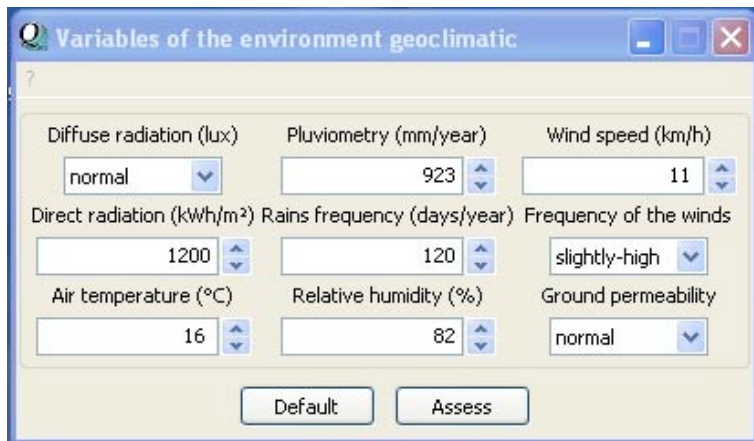 Variables of the environment geoclimatic
?
Diffuse radiation (lux) Pluviometry (mm/year) Wind speed (km/h)
normal 923 11
Direct radiation (kWh/m²) Rains frequency (days/year) Frequency of the winds
1200 120 slightly-high
Air temperature (°C) Relative humidity (%) Ground permeability
16 82 normal
Default Assess